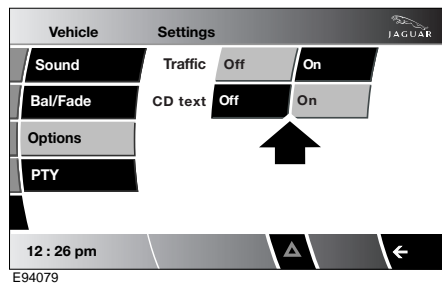 Vehicle Settings JAGUAR
Sound Traffic Off On
Bal/Fade CD text Off On
Options
PTY
12 : 26 pm
E94079